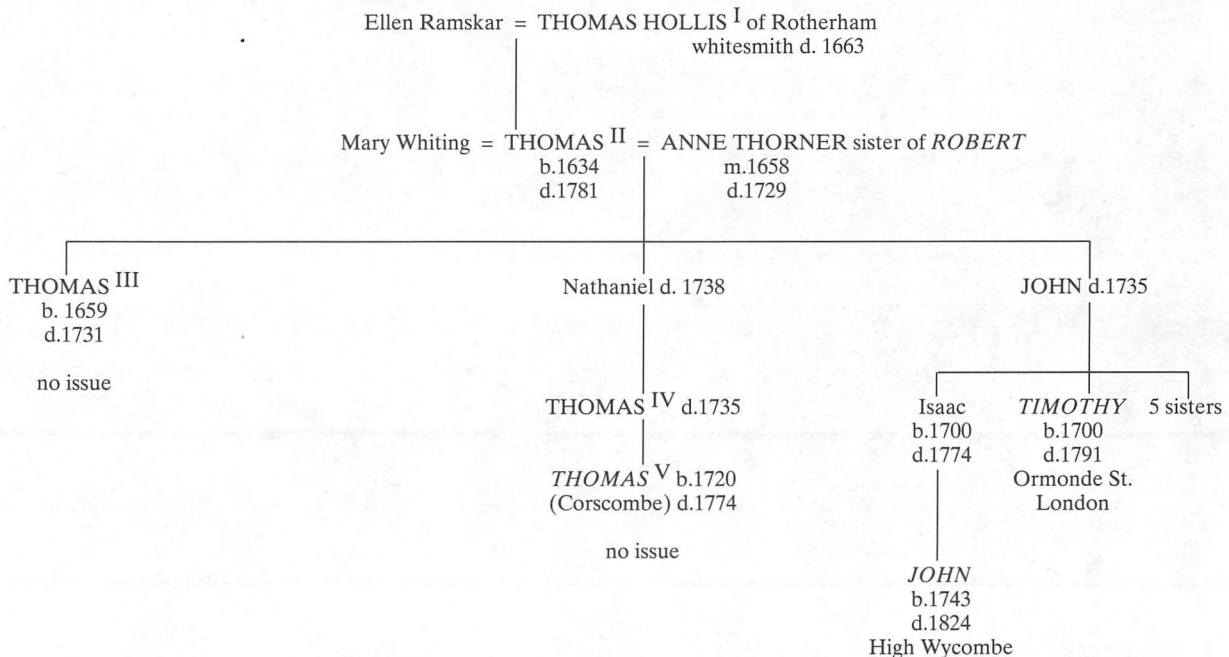 Ellen Ramskar = THOMAS HOLLIS I of Rotherham
whitesmith d. 1663
Mary Whiting = THOMAS II = ANNE THORNER sister of ROBERT
b.1634 m.1658
d.1781 d.1729
THOMAS III
b. 1659
d.1731
no issue
Nathaniel d. 1738
JOHN d.1735
THOMAS IV d.1735
THOMAS V b.1720
(Corscombe) d.1774
no issue
Isaac
b.1700
d.1774
TIMOTHY
b.1700
d.1791
Ormonde St.
London
5 sisters
JOHN
b.1743
d.1824
High Wycombe